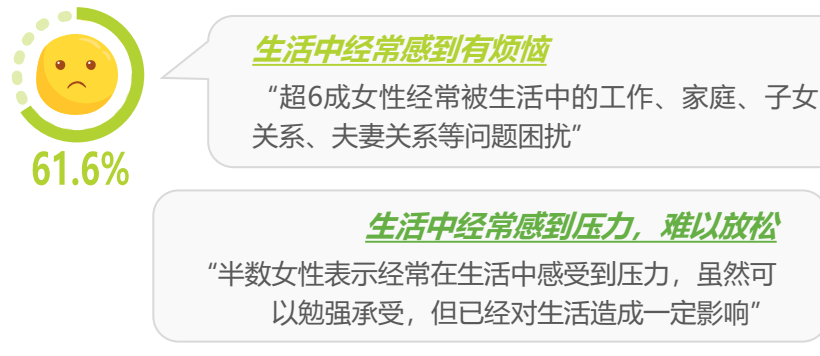 生活中经常感到有烦恼
“超6成女性经常被生活中的工作、家庭、子女
关系、夫妻关系等问题困扰”
61.6%
生活中经常感到压力，难以放松
“半数女性表示经常在生活中感受到压力，虽然可
以勉强承受，但已经对生活造成一定影响”